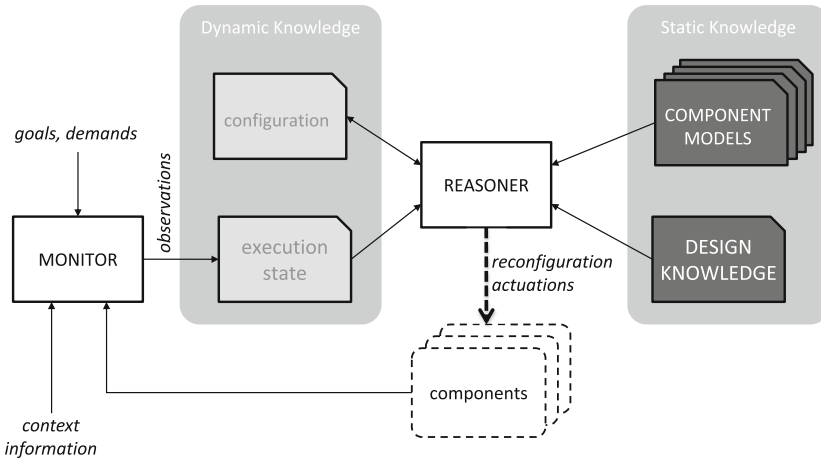 Dynamic Knowledge
Static Knowledge
configuration
COMPONENT
MODELS
goals, demands
observations
REASONER
MONITOR
execution
state
DESIGN
KNOWLEDGE
reconfiguration
actuations
components
context
information